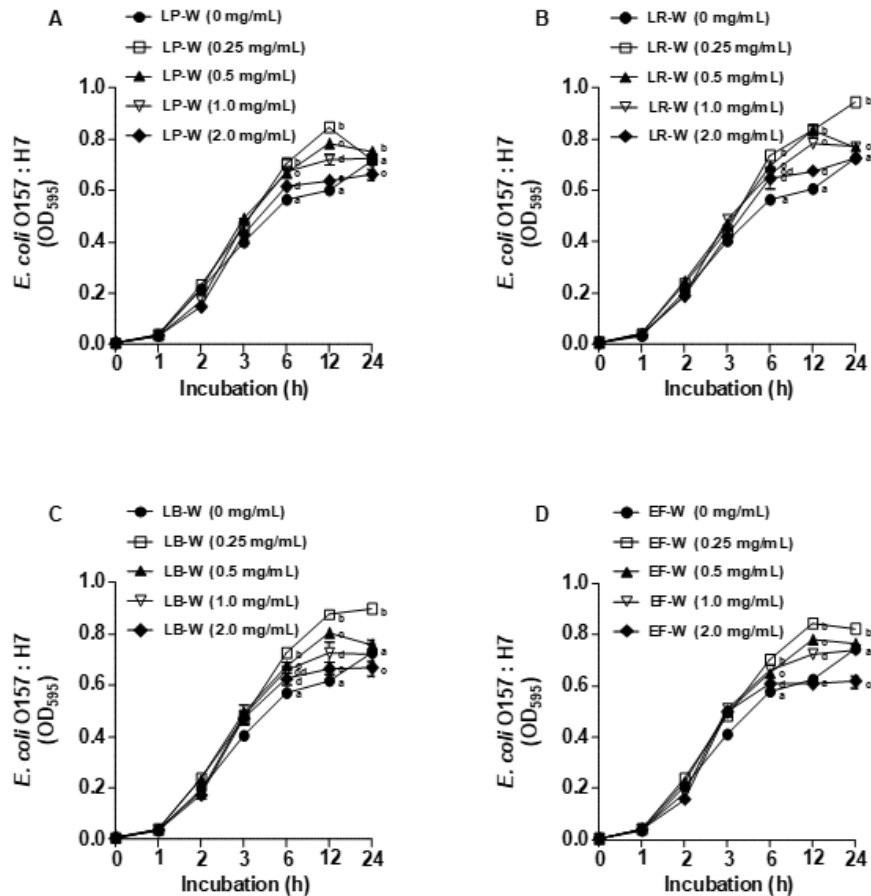 A
LP-W (0 mg/mL)
LP-W (0.25 mg/mL)
LP-W (0.5 mg/mL)
LP-W (1.0 mg/mL)
LP-W (2.0 mg/mL)
E. coli O157 : H7
(OD595)
1.0
0.8
0.6
0.4
0.2
0.0
0 1 2 3 6 12 24
Incubation (h)
B
LR-W (0 mg/mL)
LR-W (0.25 mg/mL)
LR-W (0.5 mg/mL)
LR-W (1.0 mg/mL)
LR-W (2.0 mg/mL)
E. coli O157 : H7
(OD595)
1.0
0.8
0.6
0.4
0.2
0.0
0 1 2 3 6 12 24
Incubation (h)
C
LB-W (0 mg/mL)
LB-W (0.25 mg/mL)
LB-W (0.5 mg/mL)
LB-W (1.0 mg/mL)
LB-W (2.0 mg/mL)
E. coli O157 : H7
(OD595)
1.0
0.8
0.6
0.4
0.2
0.0
0 1 2 3 6 12 24
Incubation (h)
D
EF-W (0 mg/mL)
EF-W (0.25 mg/mL)
EF-W (0.5 mg/mL)
EF-W (1.0 mg/mL)
EF-W (2.0 mg/mL)
E. coli O157 : H7
(OD595)
1.0
0.8
0.6
0.4
0.2
0.0
0 1 2 3 6 12 24
Incubation (h)